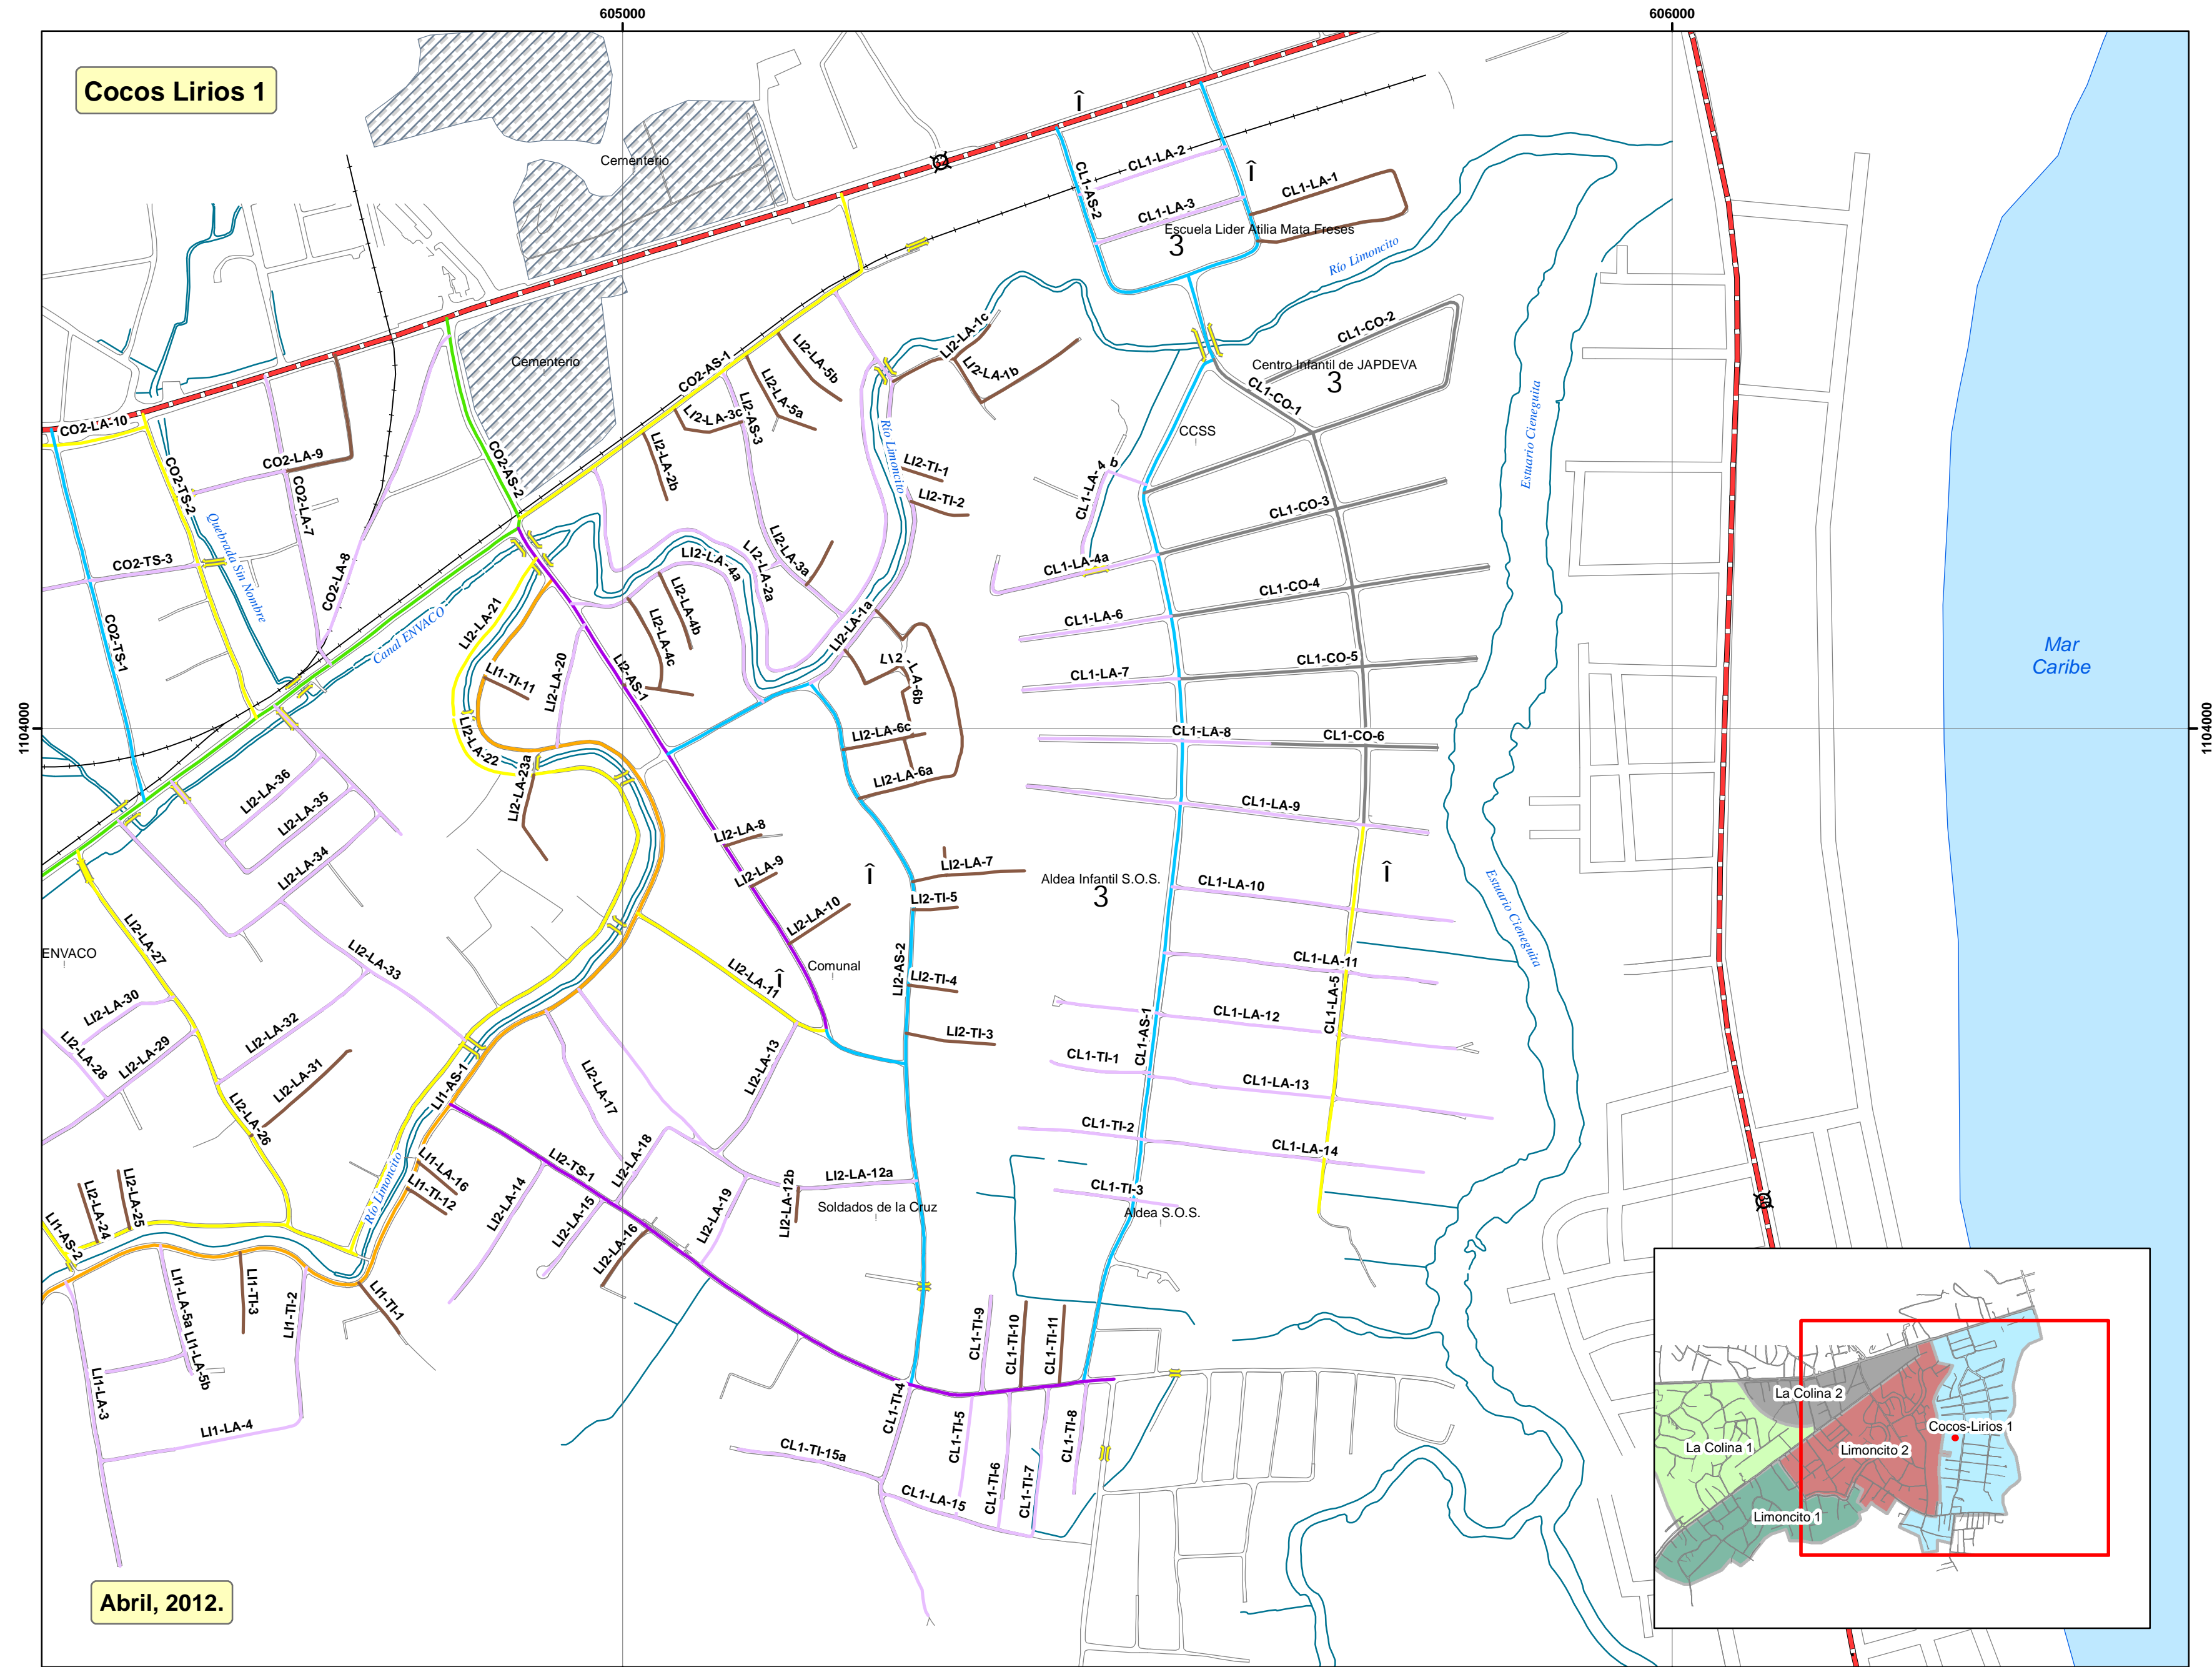 605000
606000
Cocos Lirios 1
Cementerio
Î
CL1-LA-2
CL1-AS-2
Î
CL1-LA-1
CL1-LA-3
Escuela Lider Atilia Mata Freses
3
Río Limoncito
Cementerio
CO2-AS-1
LI2-LA-5b
LI2-LA-5a
LI2-LA-3c
LI2-AS-3
LI2-LA-1c
LI2-LA-1b
CL1-CO-2
Centro Infantil de JAPDEVA
3
CL1-CO-1
CCSS
Estuario Cieneguita
CO2-LA-10
CO2-LA-9
CO2-TS-2
CO2-LA-7
CO2-AS-2
LI2-LA-2b
Río Limoncito
LI2-TI-1
LI2-TI-2
CL1-LA-4 b
CL1-CO-3
Quebrada Sin Nombre
CO2-TS-3
CO2-LA-8
CO2-TS-1
Canal ENVACO
LI2-LA-21
LI2-LA-4a
LI2-LA-2a
LI2-LA-3a
CL1-LA-4a
CL1-CO-4
LI2-LA-4b
LI2-LA-4c
LI2-LA-1a
CL1-LA-6
LI1-TI-11
LI2-LA-20
LI2-AS-1
LI2-LA-6b
CL1-LA-7
CL1-CO-5
Mar
Caribe
1104000
1104000
LI2-LA-22
LI2-LA-23a
LI2-LA-6c
LI2-LA-6a
CL1-LA-8
CL1-CO-6
LI2-LA-36
LI2-LA-35
LI2-LA-34
CL1-LA-9
LI2-LA-8
LI2-LA-9
Î
LI2-LA-7
Aldea Infantil S.O.S.
3
Î
CL1-LA-10
LI2-TI-5
LI2-LA-10
Estuario Cieneguita
ENVACO
LI2-LA-27
LI2-LA-33
LI2-LA-11
Î
Comunal
LI2-AS-2
LI2-TI-4
CL1-LA-11
CL1-LA-5
LI2-LA-30
LI2-LA-28
LI2-LA-29
LI2-LA-32
LI2-LA-31
LI2-LA-26
LI1-AS-1
LI2-LA-17
LI2-LA-13
LI2-TI-3
CL1-AS-1
CL1-LA-12
CL1-TI-1
CL1-LA-13
CL1-TI-2
CL1-LA-14
LI1-LA-16
LI1-TI-12
LI2-TS-1
LI2-LA-18
LI2-LA-14
LI2-LA-15
LI2-LA-16
LI2-LA-19
LI2-LA-12b
LI2-LA-12a
Soldados de la Cruz
CL1-TI-3
Aldea S.O.S.
LI2-LA-24
LI2-LA-25
LI1-AS-2
Río Limoncito
LI1-LA-5a
LI1-LA-5b
LI1-TI-3
LI1-TI-2
LI1-TI-1
LI1-LA-3
LI1-LA-4
CL1-TI-9
CL1-TI-10
CL1-TI-11
CL1-TI-4
CL1-TI-5
CL1-TI-6
CL1-TI-7
CL1-TI-8
CL1-TI-15a
CL1-LA-15
La Colina 2
Cocos-Lirios 1
La Colina 1
Limoncito 2
Limoncito 1
Abril, 2012.